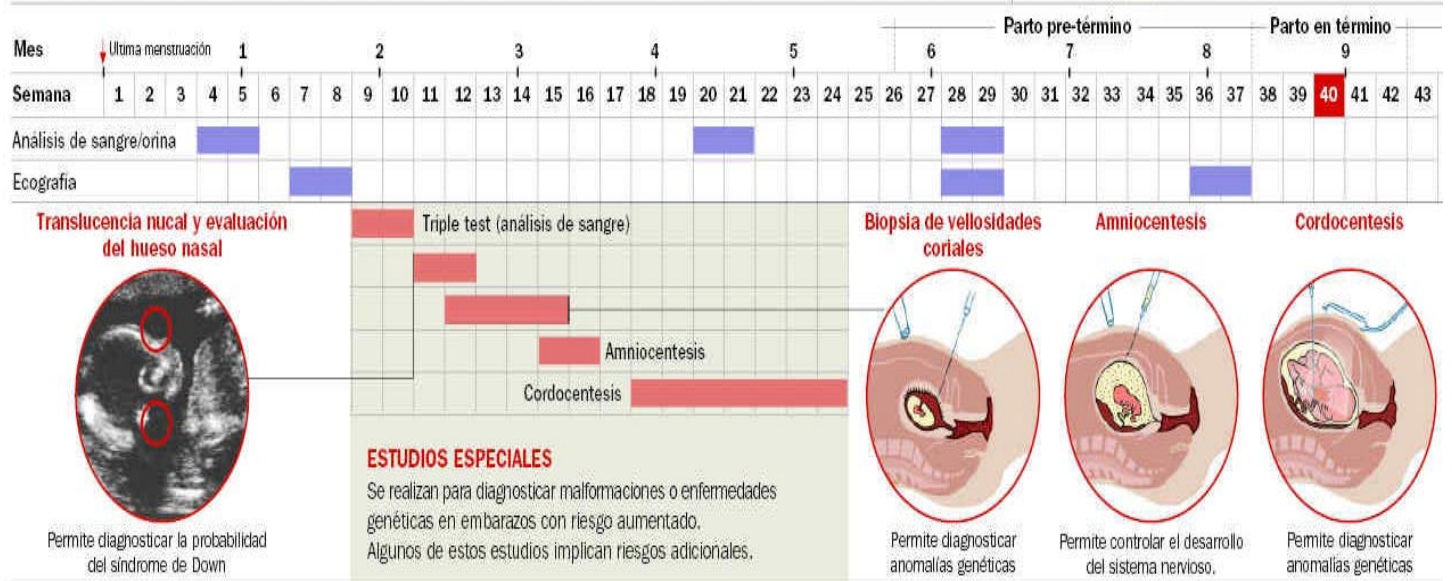 Parto pre-término Parto en término
Mes Ultima menstruación 1 2 3 4 5 6 7 8 9
Semana 1 2 3 4 5 6 7 8 9 10 11 12 13 14 15 16 17 18 19 20 21 22 23 24 25 26 27 28 29 30 31 32 33 34 35 36 37 38 39 40 41 42 43
Análisis de sangre/orina
Ecografia
Translucencia nucal y evaluación
del hueso nasal
Permite diagnosticar la probabilidad
del síndrome de Down
Triple test (análisis de sangre)
Amniocentesis
Cordocentesis
ESTUDIOS ESPECIALES
Se realizan para diagnosticar malformaciones o enfermedades
genéticas en embarazos con riesgo aumentado.
Algunos de estos estudios implican riesgos adicionales.
Biopsia de vellosidades
coriales
Permite diagnosticar
anomalías genéticas
Amniocentesis
Permite controlar el desarrollo
del sistema nervioso.
Cordocentesis
Permite diagnosticar
anomalías genéticas